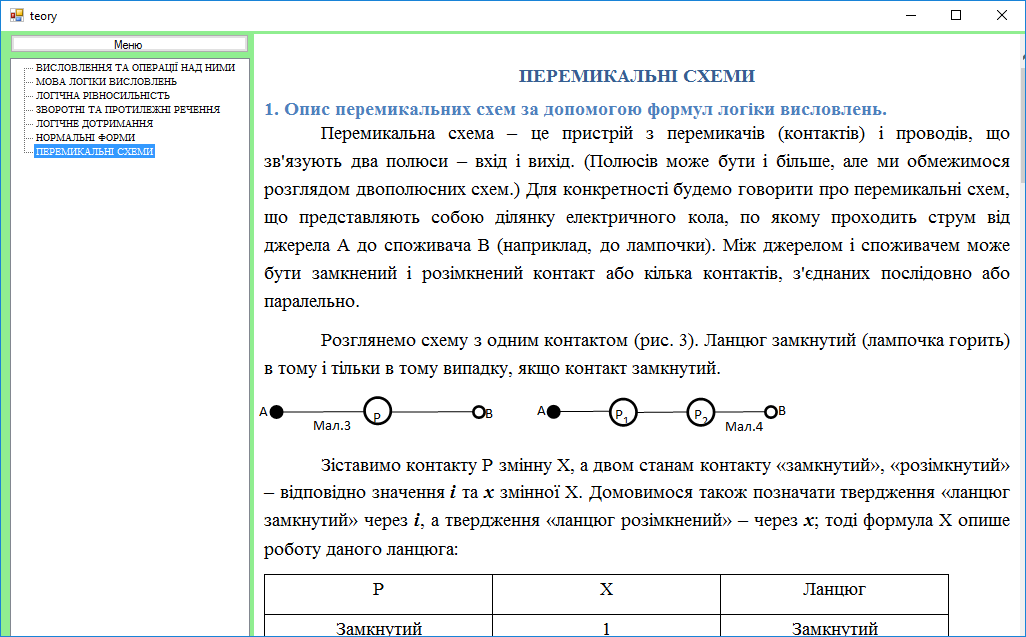 teory
Меню
ВИСЛОВЛЕННЯ ТА ОПЕРАЦІЇ НАД НИМИ
МОВА ЛОГІКИ ВИСЛОВЛЕНЬ
ЛОГІЧНА РІВНОСИЛЬНІСТЬ
ЗВОРОТНІ ТА ПРОТИЛЕЖНІ РЕЧЕННЯ
ЛОГІЧНЕ ДОТРИМАННЯ
НОРМАЛЬНІ ФОРМИ
ПЕРЕМИКАЛЬНІ СХЕМИ
ПЕРЕМИКАЛЬНІ СХЕМИ
1. Опис перемикальних схем за допомогою формул логіки висловлень.
Перемикальна схема – це пристрій з перемикачів (контактів) і проводів, що
зв'язують два полюси – вхід і вихід. (Полюсів може бути і більше, але ми обмежимося
розглядом двополюсних схем.) Для конкретності будемо говорити про перемикальні схем,
що представляють собою ділянку електричного кола, по якому проходить струм від
джерела А до споживача В (наприклад, до лампочки). Між джерелом і споживачем може
бути замкнений і розімкнений контакт або кілька контактів, з'єднаних послідовно або
паралельно.
Розглянемо схему з одним контактом (рис. 3). Ланцюг замкнутий (лампочка горить)
в тому і тільки в тому випадку, якщо контакт замкнутий.
A P B A P1 P2 B
Мал.3 Мал.4
Зіставимо контакту Р змінну Х, а двом станам контакту «замкнутий», «розімкнутий»
– відповідно значення і та х змінної Х. Домовимося також позначати твердження «ланцюг
замкнутий» через і, а твердження «ланцюг розімкнений» – через х; тоді формула Х опише
роботу даного ланцюга:
Р Х Ланцюг
Замкнутий 1 Замкнутий